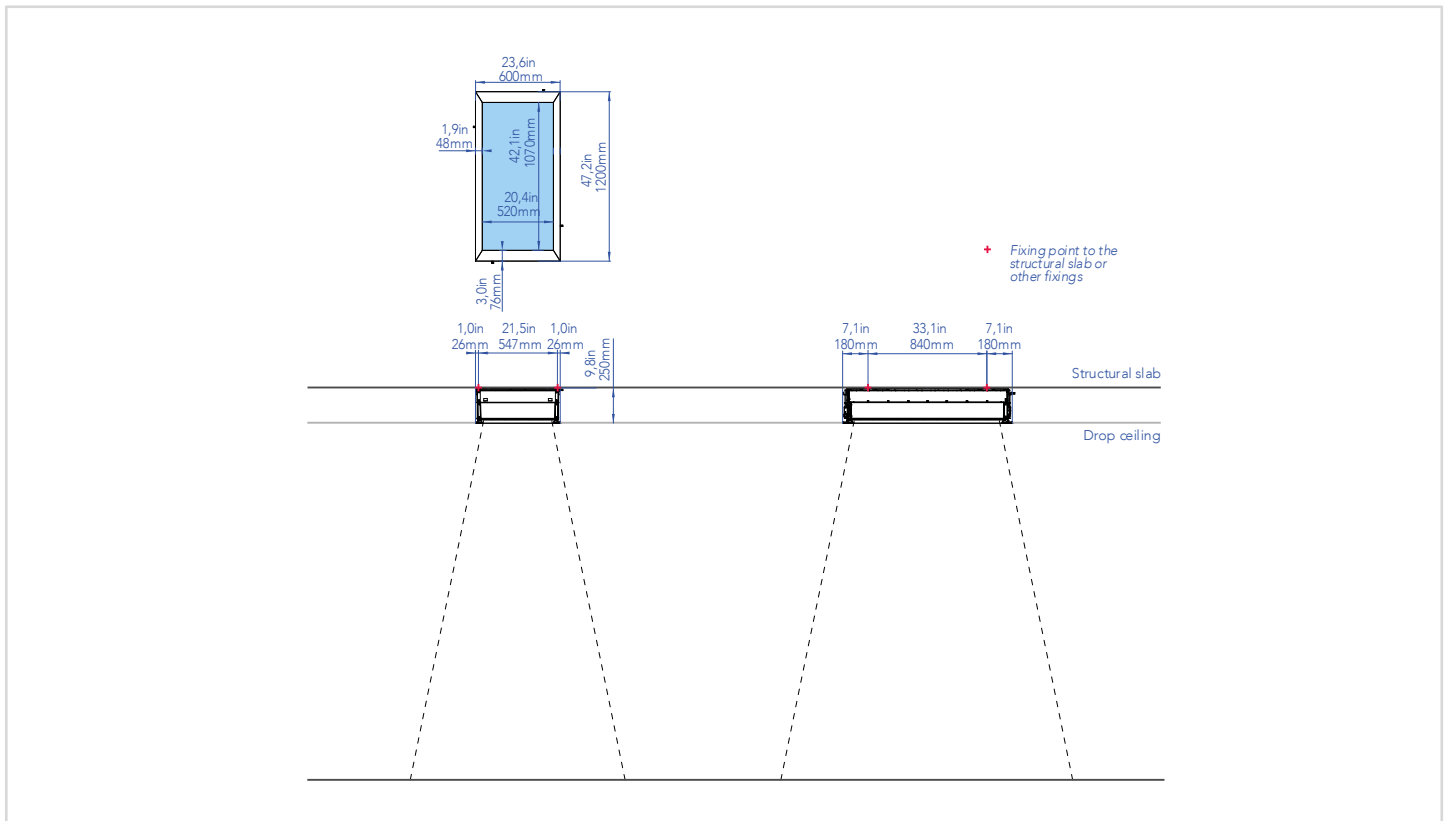 23,6in
600mm
1,9in
48mm
42,1in
1070mm
47,2in
1200mm
20,4in
520mm
3,0in
76mm
Fixing point to the
structural slab or
other fixings
1,0in 21,5in 1,0in
26mm 547mm 26mm
9,8in
250mm
7,1in 33,1in 7,1in
180mm 840mm 180mm
Structural slab
Drop ceiling